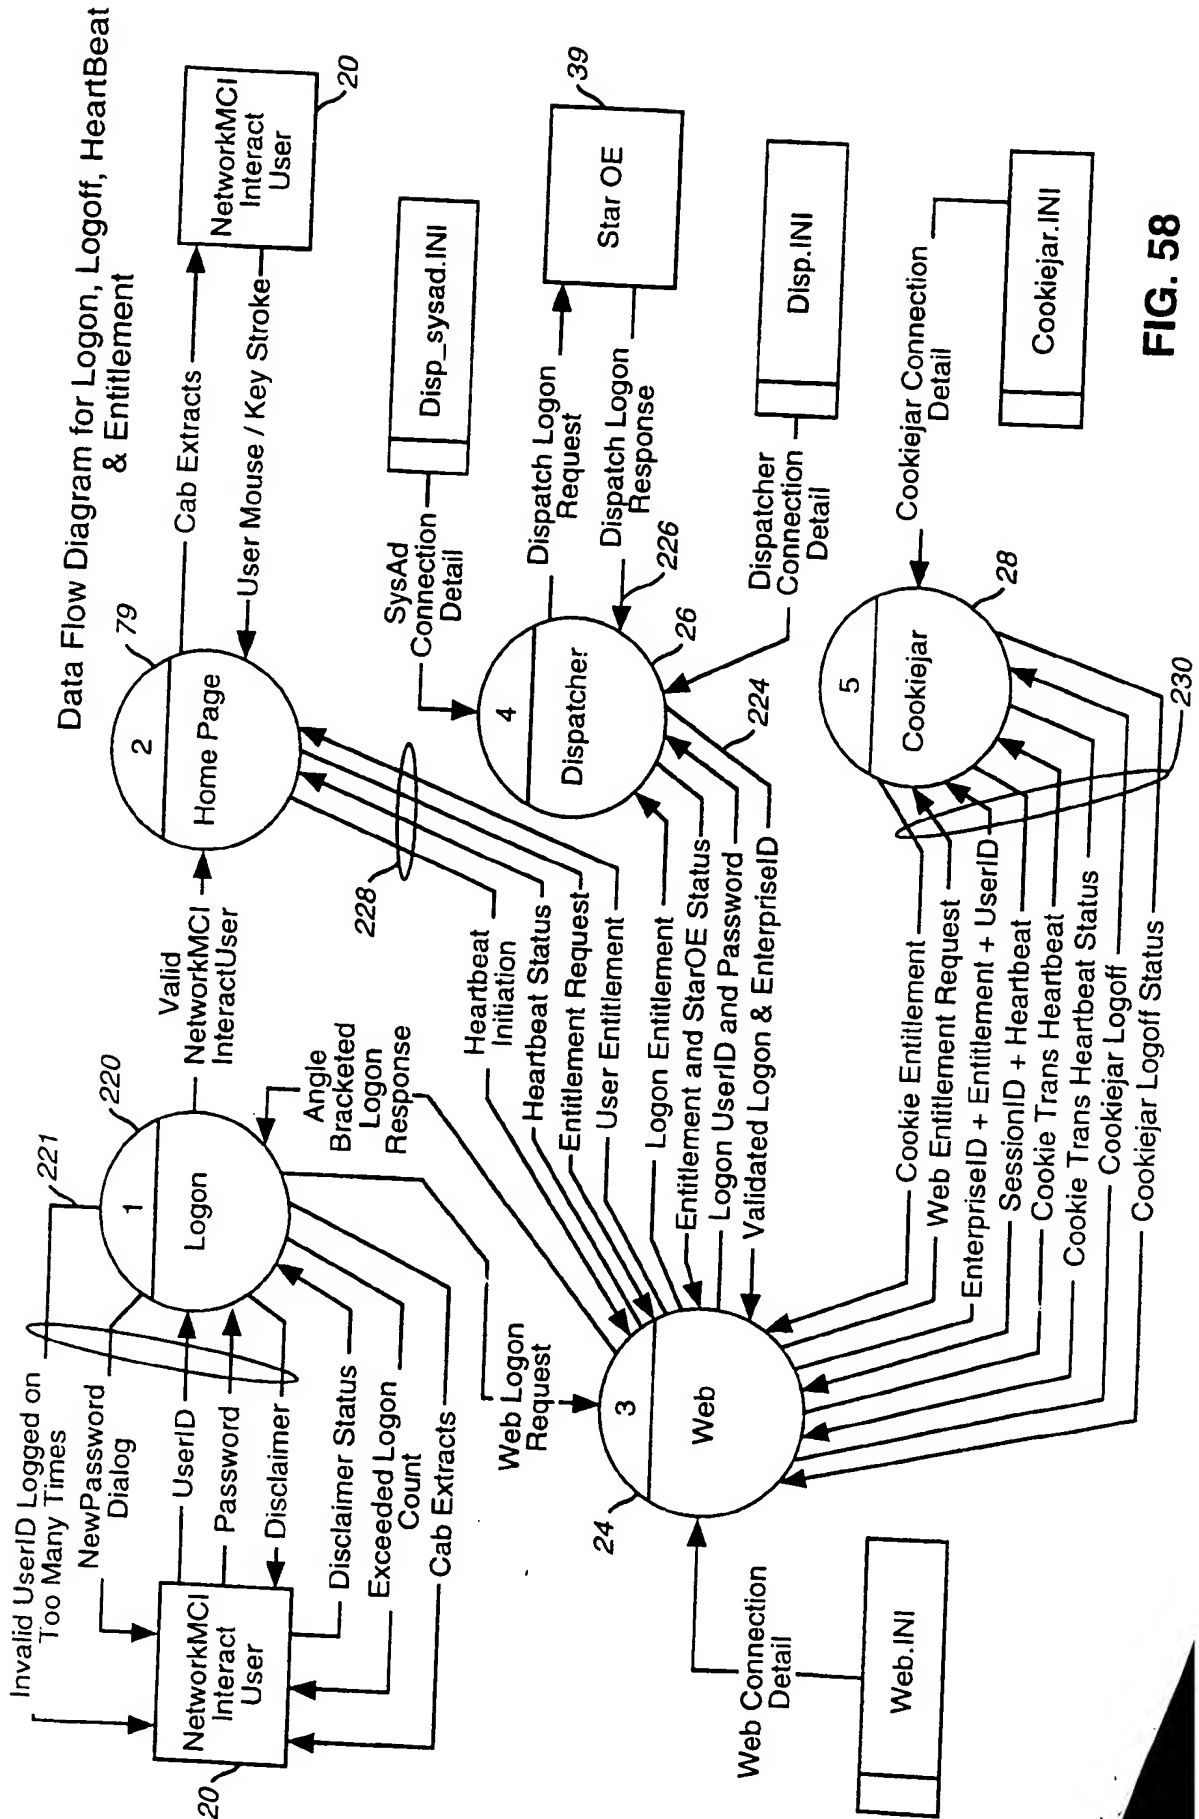 Data Flow Diagram for Logon, Logoff, HeartBeat
& Entitlement
Invalid UserID Logged on
Too Many Times
221
NewPassword
Dialog
UserID
Password
Disclaimer
Disclaimer Status
Exceeded Logon
Count
Cab Extracts
NetworkMCI
Interact
User
20
1
Logon
220
Valid
NetworkMCI
InteractUser
2
Home Page
79
Cab Extracts
User Mouse / Key Stroke
NetworkMCI
Interact
User
20
Angle
Bracketed
Logon
Response
Web Logon
Request
228
Heartbeat
Initiation
Heartbeat Status
Entitlement Request
User Entitlement
SysAd
Connection
Detail
Disp_sysad.INI
4
Dispatcher
26
226
224
Dispatch Logon
Request
Dispatch Logon
Response
Star OE
39
Dispatcher
Connection
Detail
Disp.INI
Logon Entitlement
Entitlement and StarOE Status
Logon UserID and Password
Validated Logon & EnterpriseID
3
Web
24
Web Connection
Detail
Web.INI
Cookie Entitlement
Web Entitlement Request
EnterpriseID + Entitlement + UserID
SessionID + Heartbeat
Cookie Trans Heartbeat
Cookie Trans Heartbeat Status
Cookiejar Logoff
Cookiejar Logoff Status
5
Cookiejar
28
230
Cookiejar Connection
Detail
Cookiejar.INI
FIG. 58